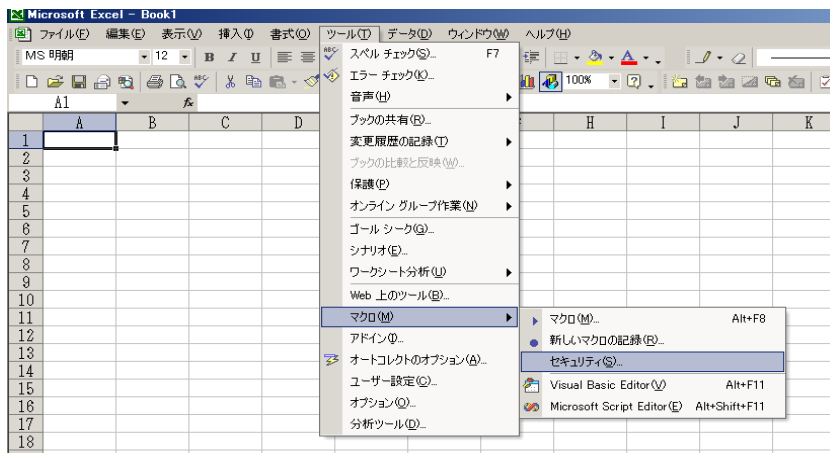 Microsoft Excel - Book1
ファイル(F) 編集(E) 表示(V) 挿入(I) 書式(O) ツール(T) データ(D) ウィンドウ(W) ヘルプ(H)
MS 明朝 12 B I U
100%
A1 fx
A B C D H I J K
1
2
3
4
5
6
7
8
9
10
11
12
13
14
15
16
17
18
スペル チェック(S)... F7
エラー チェック(K)...
音声(H)
ブックの共有(R)...
変更履歴の記録(T)
ブックの比較と反映(W)...
保護(P)
オンライン グループ作業(N)
ゴール シーク(G)...
シナリオ(E)...
ワークシート分析(U)
Web 上のツール(B)...
マクロ(M)
アドイン(I)...
オートコレクトのオプション(A)...
ユーザー設定(C)...
オプション(O)...
分析ツール(D)...
マクロ(M)... Alt+F8
新しいマクロの記録(R)...
セキュリティ(S)...
Visual Basic Editor(V) Alt+F11
Microsoft Script Editor(E) Alt+Shift+F11